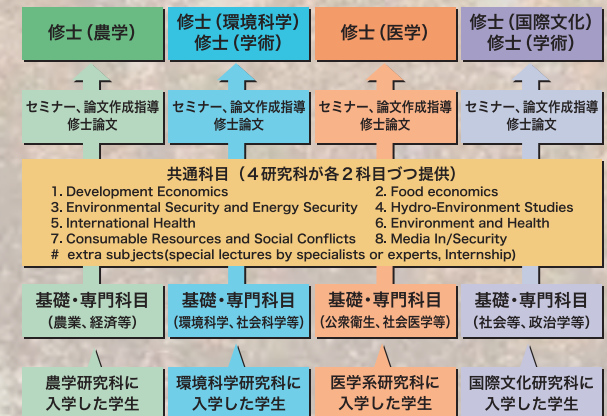 修士（農学）
修士（環境科学）
修士（学術）
修士（医学）
修士（国際文化）
修士（学術）
セミナー、論文作成指導
修士論文
セミナー、論文作成指導
修士論文
セミナー、論文作成指導
修士論文
セミナー、論文作成指導
修士論文
共通科目（４研究科が各２科目づつ提供）
1. Development Economics
2. Food economics
3. Environmental Security and Energy Security
4. Hydro-Environment Studies
5. International Health
6. Environment and Health
7. Consumable Resources and Social Conflicts
8. Media In/Security
# extra subjects(special lectures by specialists or experts, Internship)
基礎・専門科目
（農業、経済等）
基礎・専門科目
（環境科学、社会科学等）
基礎・専門科目
（公衆衛生、社会医学等）
基礎・専門科目
（社会等、政治学等）
農学研究科に
入学した学生
環境科学研究科に
入学した学生
医学系研究科に
入学した学生
国際文化研究科に
入学した学生